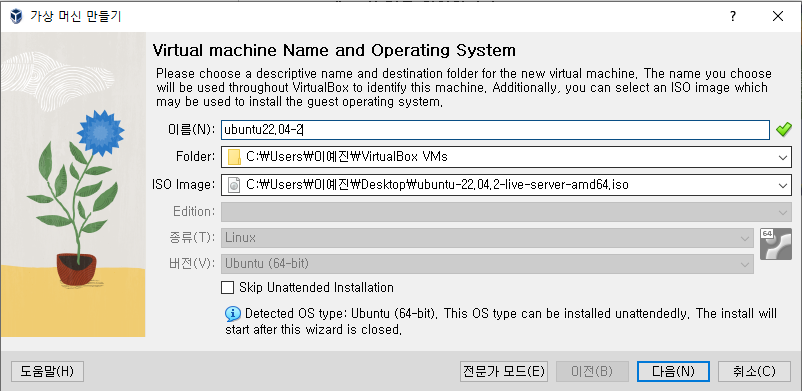 가상 머신 만들기
Virtual machine Name and Operating System
Please choose a descriptive name and destination folder for the new virtual machine. The name you choose
will be used throughout VirtualBox to identify this machine. Additionally, you can select an ISO image which
may be used to install the guest operating system.
이름(N): ubuntu22.04-2
Folder: C:₩Users₩이예진₩VirtualBox VMs
ISO Image: C:₩Users₩이예진₩Desktop₩ubuntu-22.04.2-live-server-amd64.iso
Edition:
종류(T): Linux
64
버전(V): Ubuntu (64-bit)
Skip Unattended Installation
Detected OS type: Ubuntu (64-bit). This OS type can be installed unattendedly. The install will
start after this wizard is closed.
도움말(H) 전문가 모드(E) 이전(B) 다음(N) 취소(C)